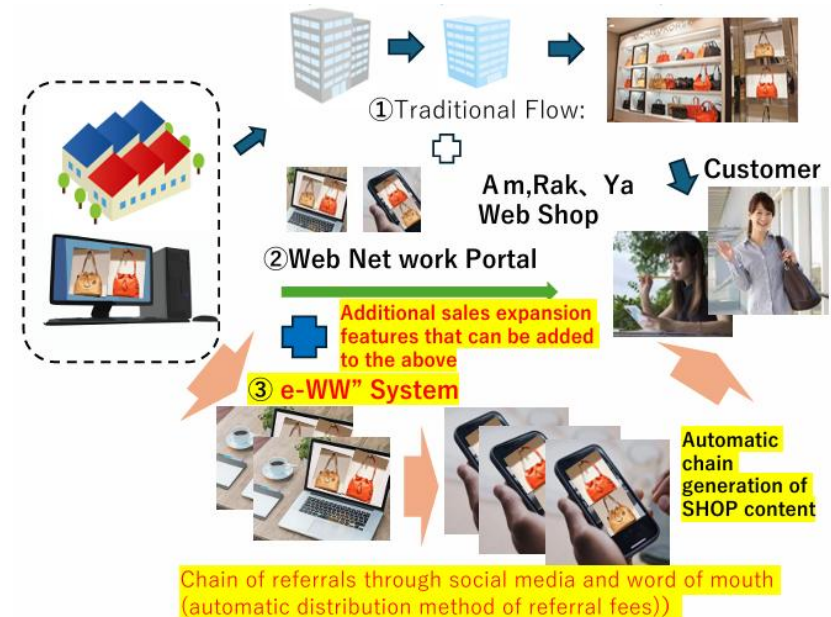 ①Traditional Flow:
Am,Rak、Ya
Web Shop
Customer
②Web Net work Portal
Additional sales expansion
features that can be added
to the above
③ e-WW” System
Automatic
chain
generation of
SHOP content
Chain of referrals through social media and word of mouth
(automatic distribution method of referral fees))